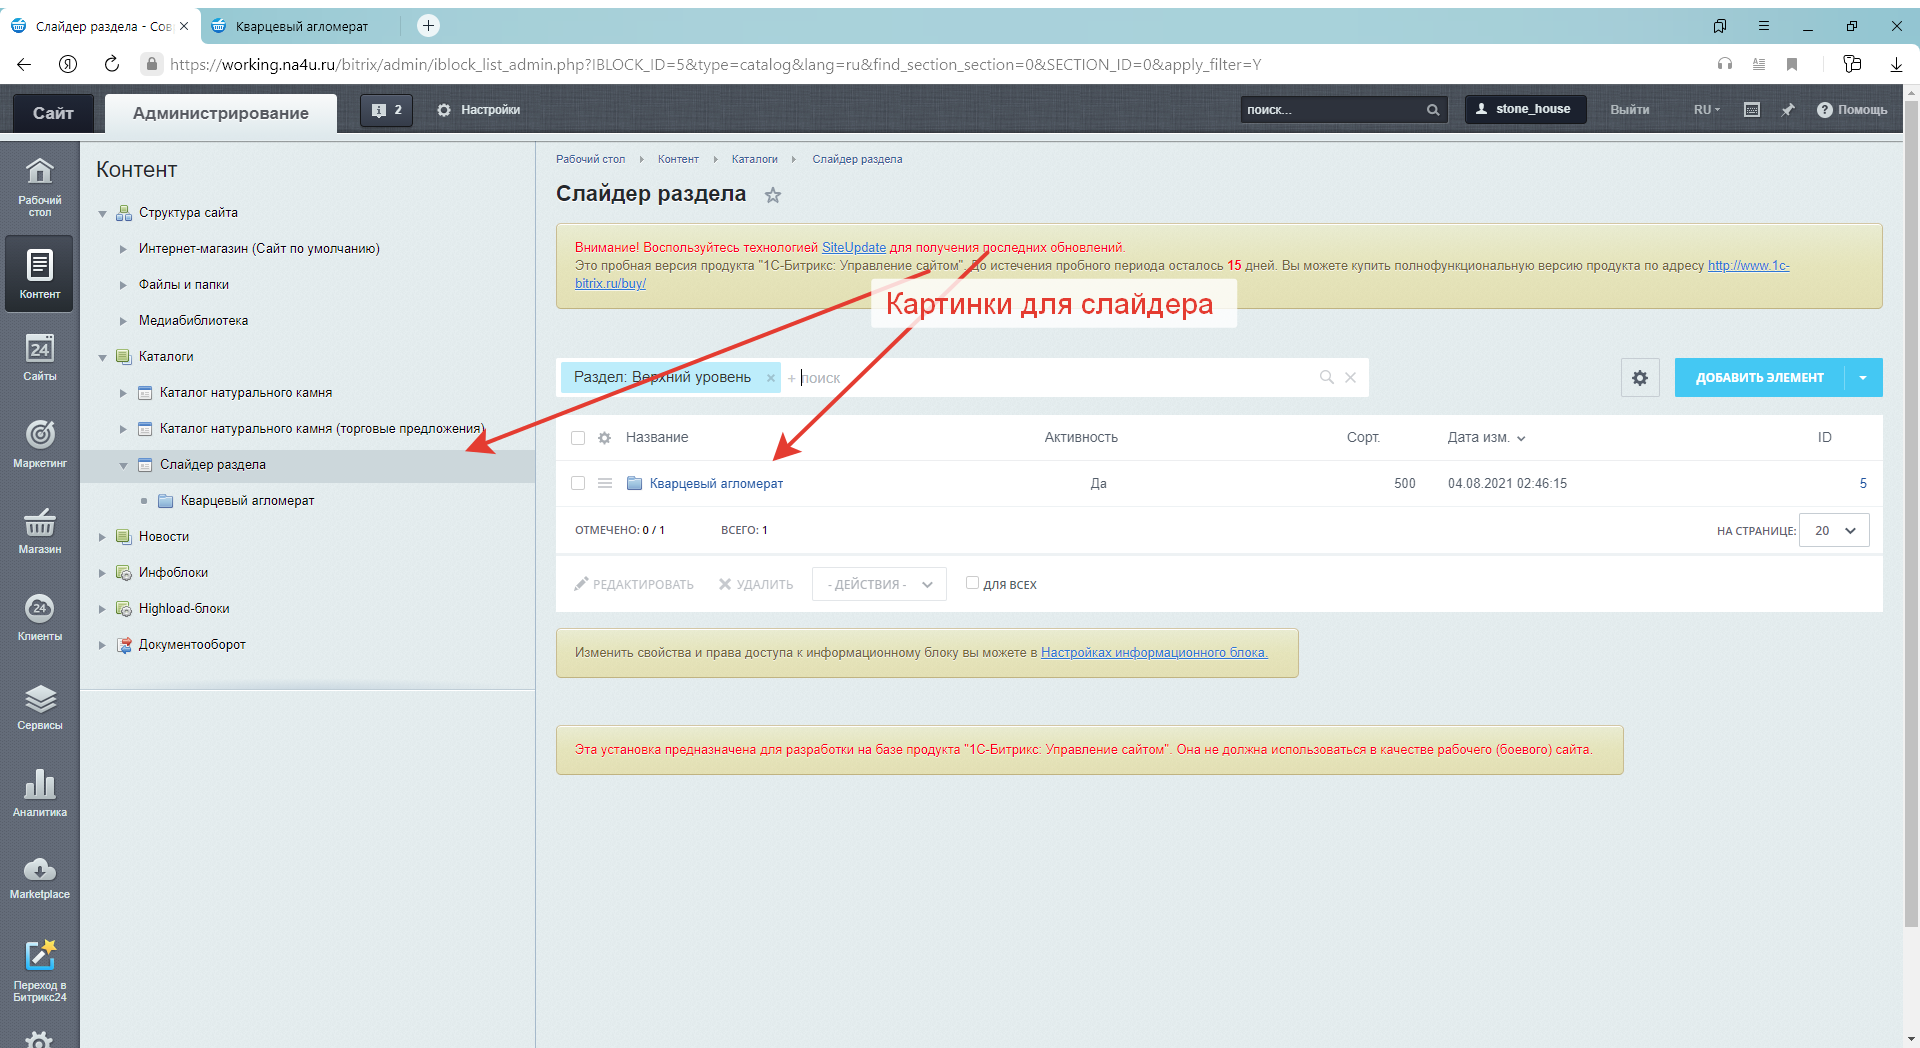 Слайдер раздела - Сов
Кварцевый агломерат
https://working.na4u.ru/bitrix/admin/iblock_list_admin.php?IBLOCK_ID=5&type=catalog&lang=ru&find_section_section=0&SECTION_ID=0&apply_filter=Y
Сайт
Администрирование
2
Настройки
поиск...
stone_house
Выйти
RU
Помощь
Рабочий
стол
Контент
24
Сайты
Маркетинг
Магазин
24
Клиенты
Сервисы
Аналитика
Marketplace
Переход в
Битрикс24
Контент
Структура сайта
Интернет-магазин (Сайт по умолчанию)
Файлы и папки
Медиабиблиотека
Каталоги
Каталог натурального камня
Каталог натурального камня (торговые предложения)
Слайдер раздела
Кварцевый агломерат
Новости
Инфоблоки
Highload-блоки
Документооборот
Рабочий стол
Контент
Каталоги
Слайдер раздела
Слайдер раздела
Внимание! Воспользуйтесь технологией SiteUpdate для получения последних обновлений.
Это пробная версия продукта "1С-Битрикс: Управление сайтом". До истечения пробного периода осталось 15 дней. Вы можете купить полнофункциональную версию продукта по адресу http://www.1c-
bitrix.ru/buy/
Картинки для слайдера
Раздел: Верхний уровень
+ поиск
ДОБАВИТЬ ЭЛЕМЕНТ
Название
Активность
Сорт.
Дата изм.
ID
Кварцевый агломерат
Да
500
04.08.2021 02:46:15
5
ОТМЕЧЕНО: 0 / 1
ВСЕГО: 1
НА СТРАНИЦЕ:
20
РЕДАКТИРОВАТЬ
УДАЛИТЬ
- ДЕЙСТВИЯ -
ДЛЯ ВСЕХ
Изменить свойства и права доступа к информационному блоку вы можете в Настройках информационного блока.
Эта установка предназначена для разработки на базе продукта "1С-Битрикс: Управление сайтом". Она не должна использоваться в качестве рабочего (боевого) сайта.